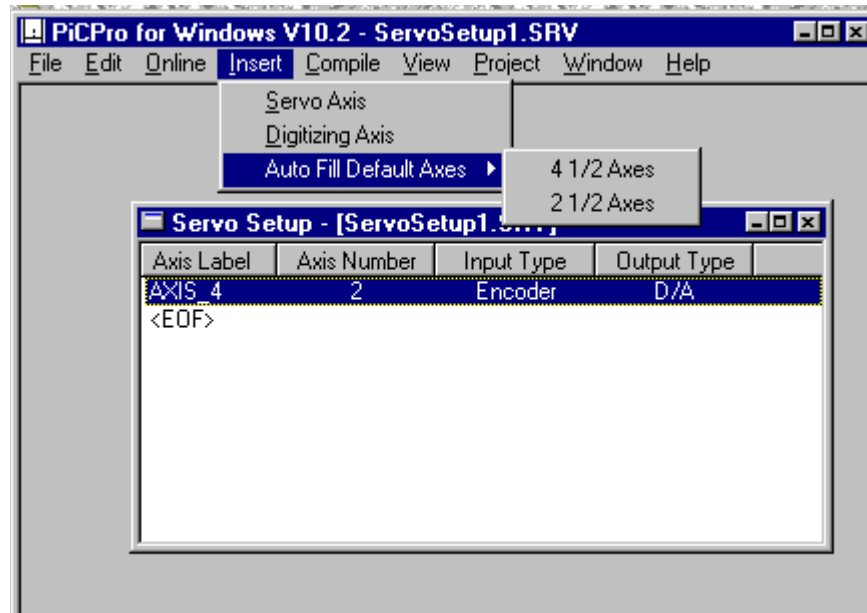 PiCPro for Windows V10.2 - ServoSetup1.SRV
File Edit Online Insert Compile View Project Window Help
Servo Axis
Digitizing Axis
Auto Fill Default Axes
4 1/2 Axes
2 1/2 Axes
Servo Setup - [ServoSetup1.
Axis Label Axis Number Input Type Output Type
AXIS_4 2 Encoder D/A
<EOF>